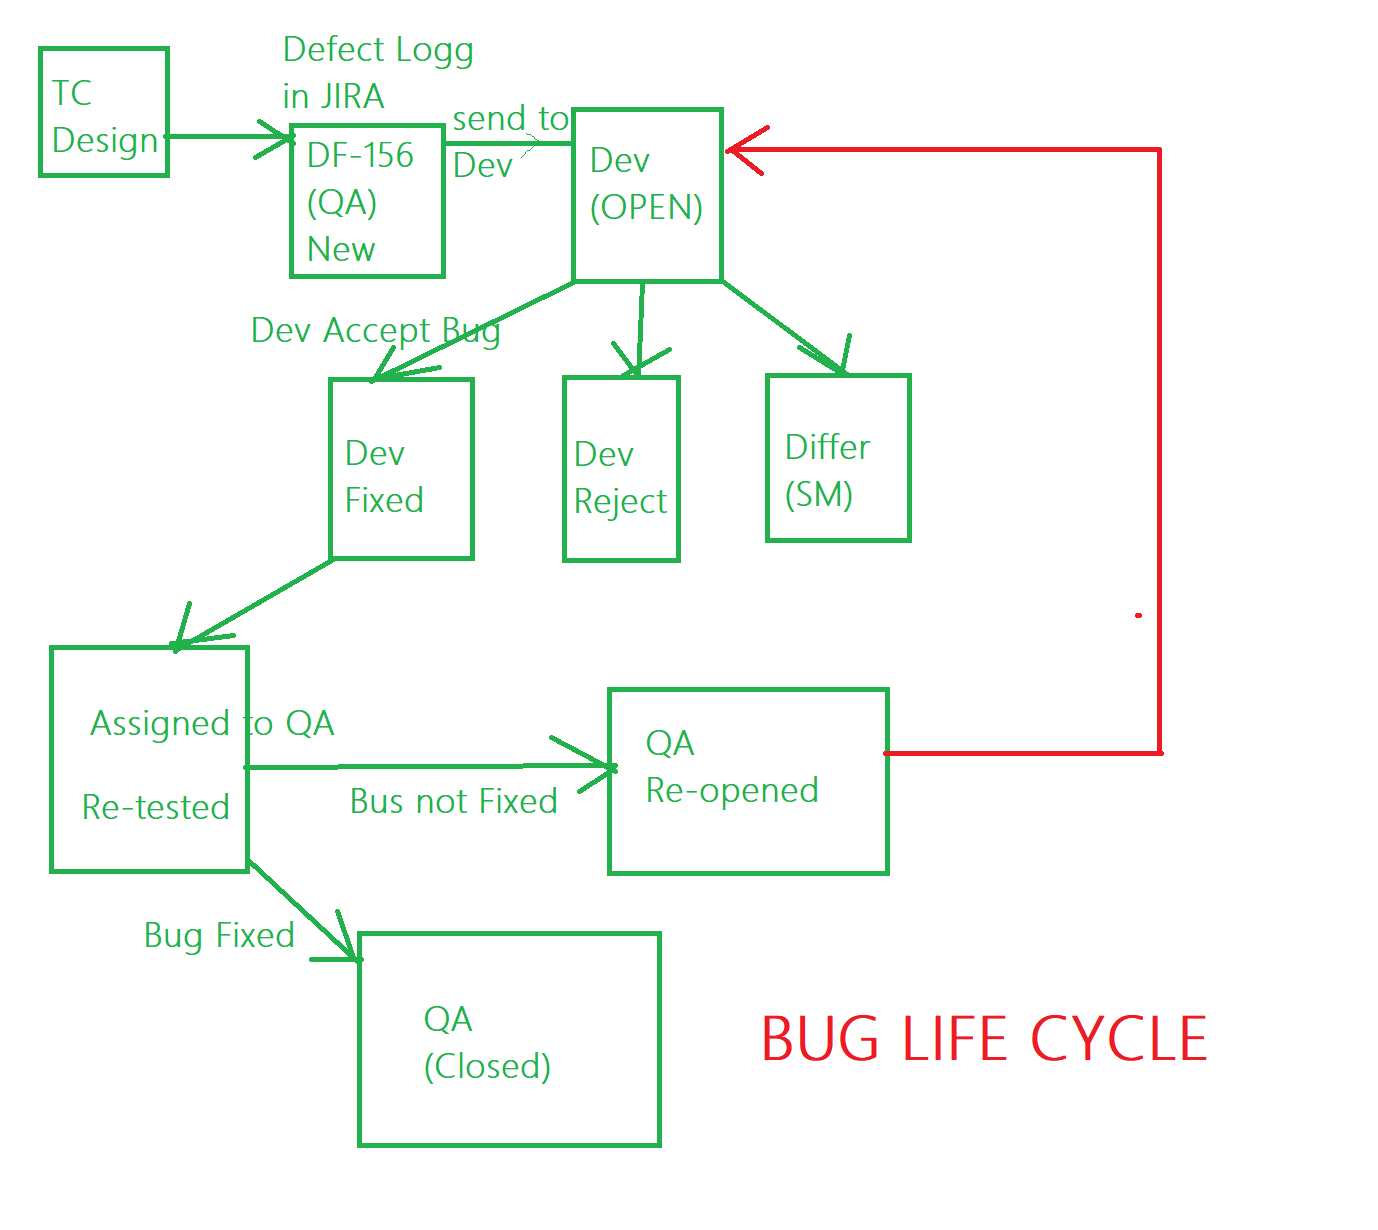 Defect Logg
in JIRA
TC
Design
send to
Dev
DF-156
(QA)
New
Dev
(OPEN)
Dev Accept Bug
Dev
Fixed
Dev
Reject
Differ
(SM)
Assigned to QA
Re-tested
Bus not Fixed
QA
Re-opened
Bug Fixed
QA
(Closed)
BUG LIFE CYCLE